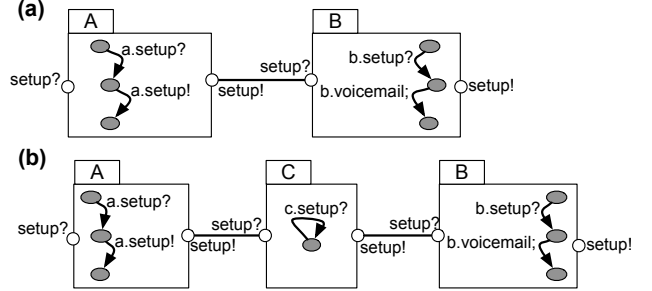 (a)
A
B
a.setup?
setup?
b.setup?
setup?
a.setup!
setup!
b.voicemail;
setup!
(b)
A
C
B
a.setup?
c.setup?
b.setup?
setup?
setup?
setup?
a.setup!
setup!
setup!
b.voicemail;
setup!